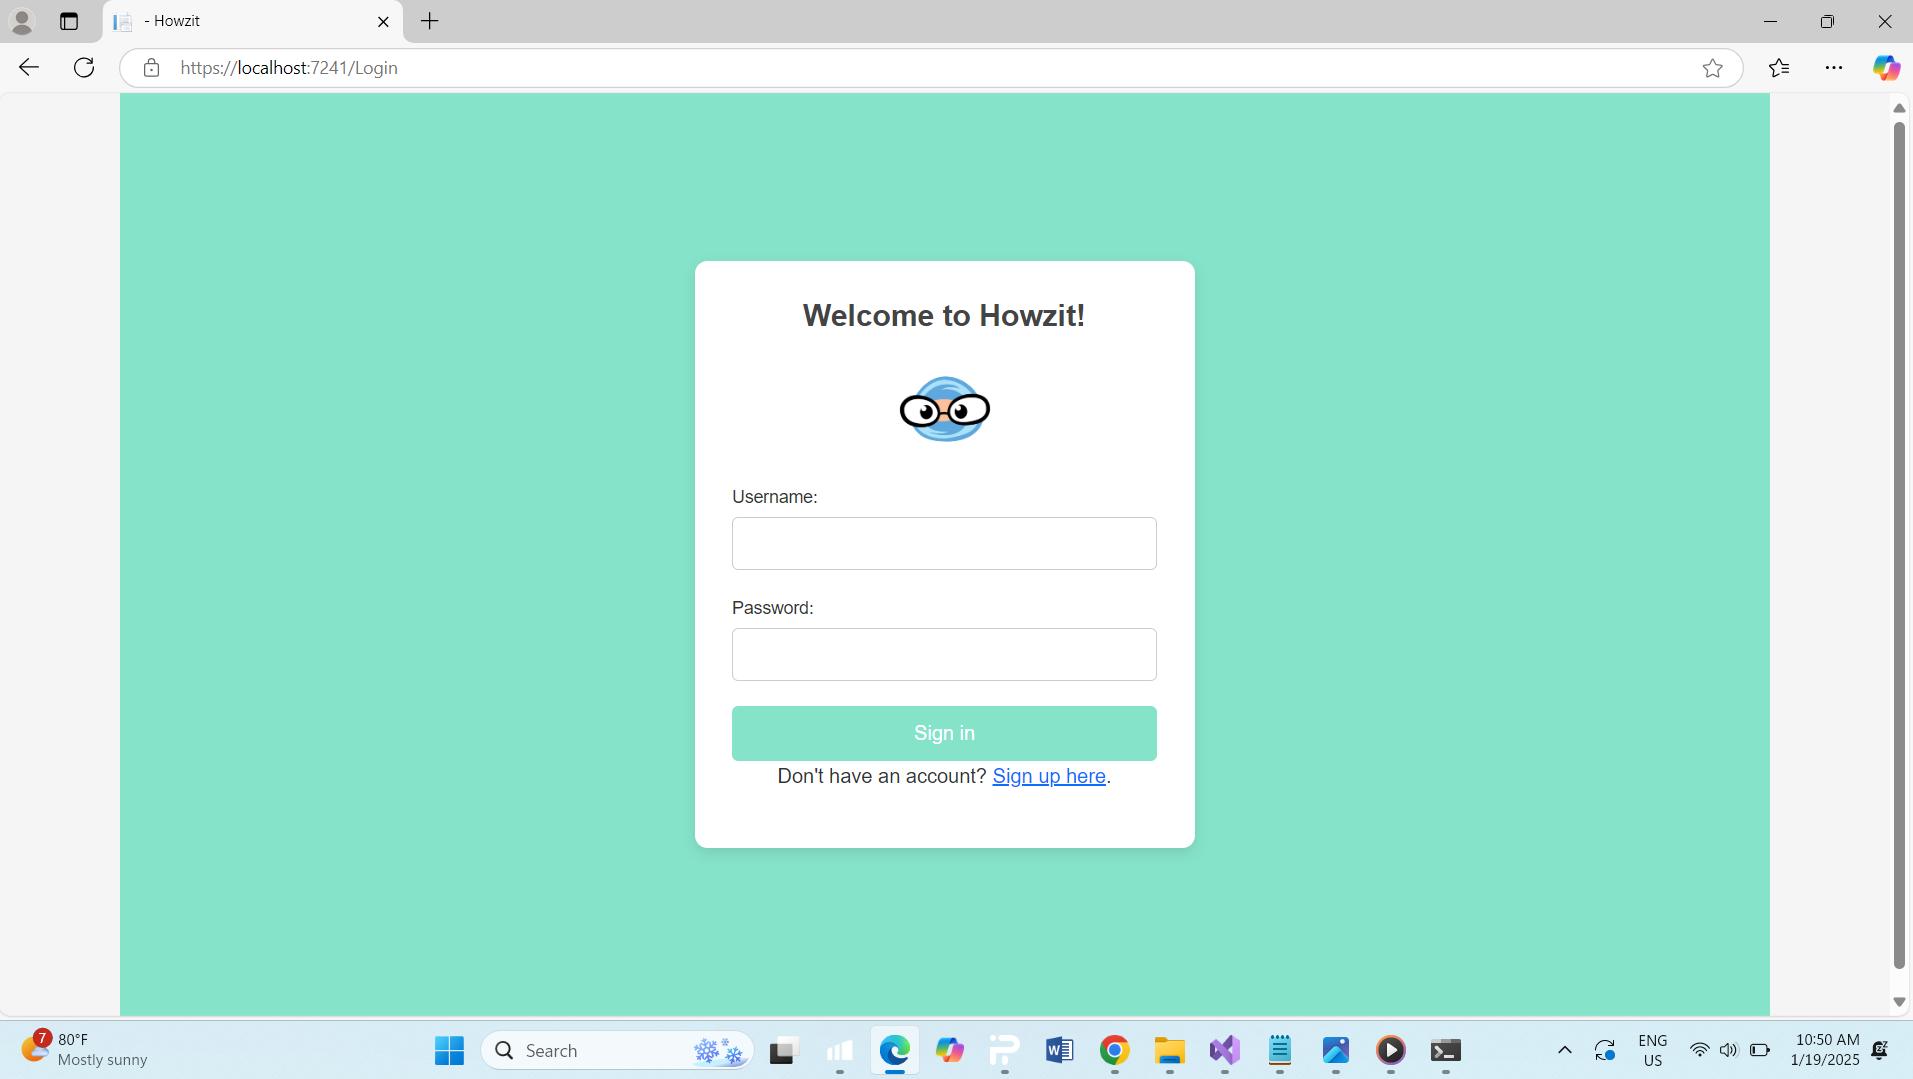 - Howzit
https://localhost:7241/Login
Welcome to Howzit!
Username:
Password:
Sign in
Don't have an account? Sign up here.
7
80°F
Mostly sunny
Search
ENG
US
10:50 AM
1/19/2025